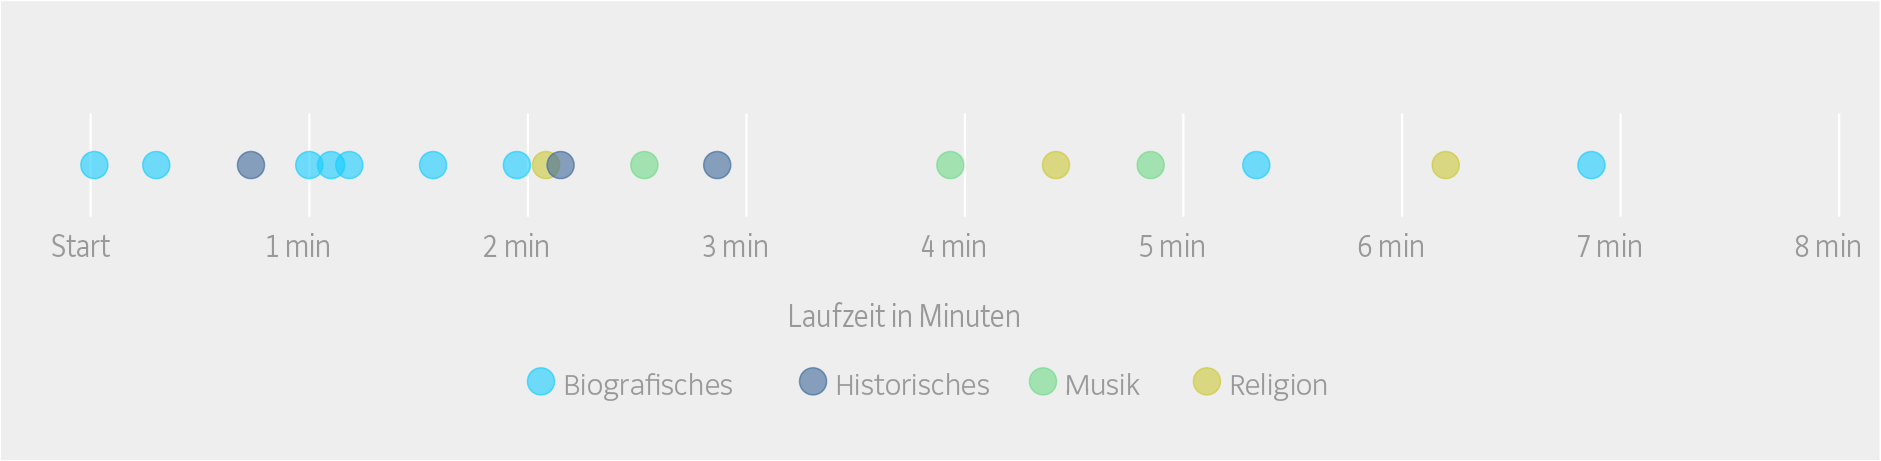 Start 1 min 2 min 3 min 4 min 5 min 6 min 7 min 8 min
Laufzeit in Minuten
Biografisches Historisches Musik Religion